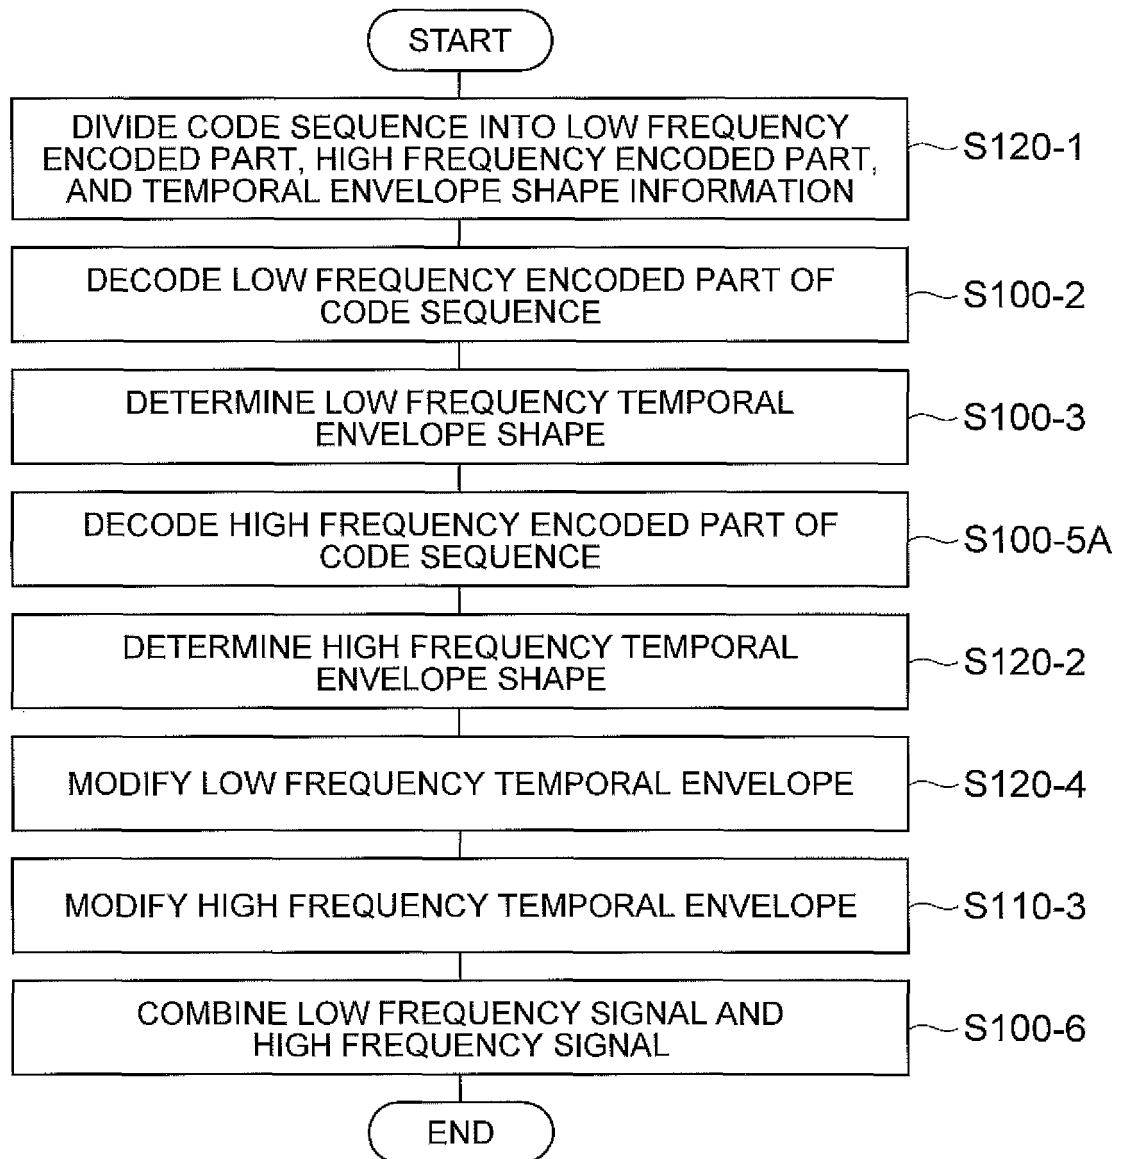 START
DIVIDE CODE SEQUENCE INTO LOW FREQUENCY
ENCODED PART, HIGH FREQUENCY ENCODED PART,
AND TEMPORAL ENVELOPE SHAPE INFORMATION
S120-1
DECODE LOW FREQUENCY ENCODED PART OF
CODE SEQUENCE
S100-2
DETERMINE LOW FREQUENCY TEMPORAL
ENVELOPE SHAPE
S100-3
DECODE HIGH FREQUENCY ENCODED PART OF
CODE SEQUENCE
S100-5A
DETERMINE HIGH FREQUENCY TEMPORAL
ENVELOPE SHAPE
S120-2
MODIFY LOW FREQUENCY TEMPORAL ENVELOPE
S120-4
MODIFY HIGH FREQUENCY TEMPORAL ENVELOPE
S110-3
COMBINE LOW FREQUENCY SIGNAL AND
HIGH FREQUENCY SIGNAL
S100-6
END